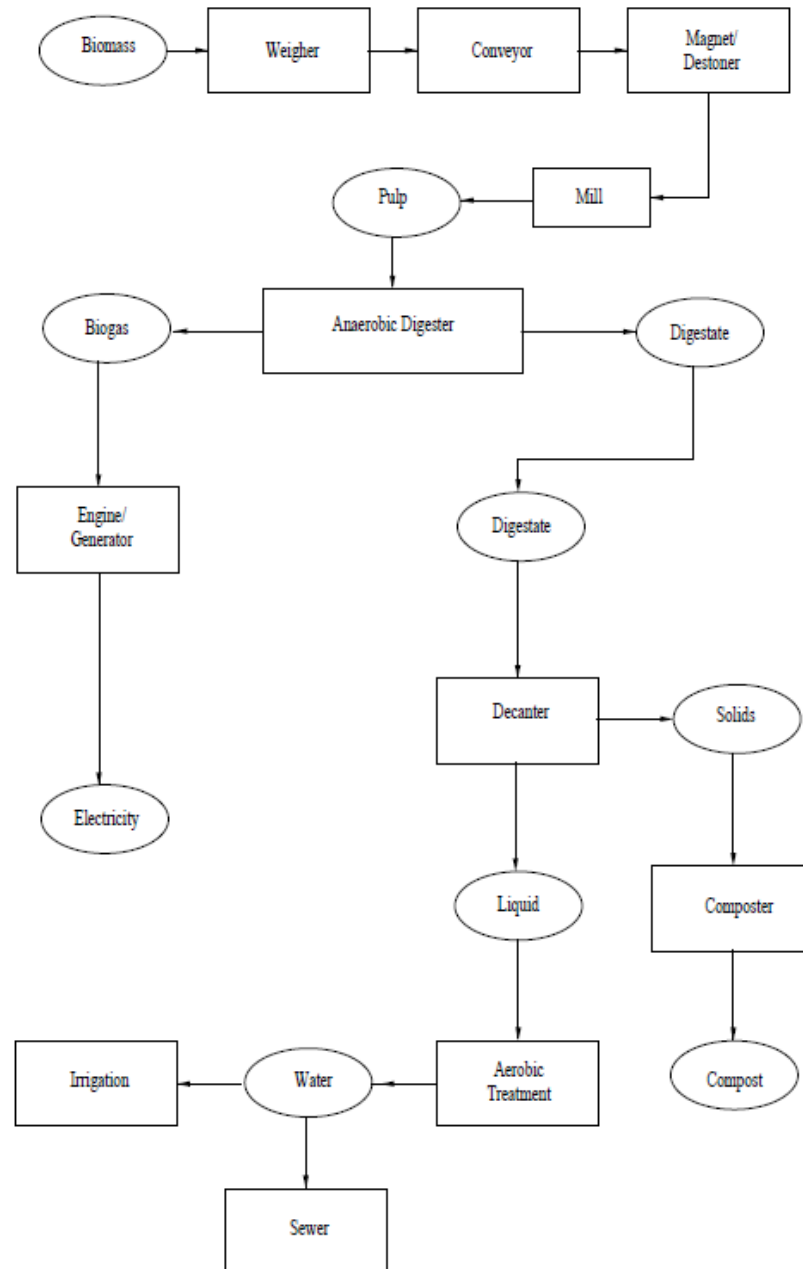 Biomass
Weigher
Conveyor
Magnet/
Destoner
Pulp
Mill
Biogas
Anaerobic Digester
Digestate
Engine/
Generator
Digestate
Decanter
Solids
Electricity
Liquid
Composter
Irrigation
Water
Aerobic
Treatment
Compost
Sewer